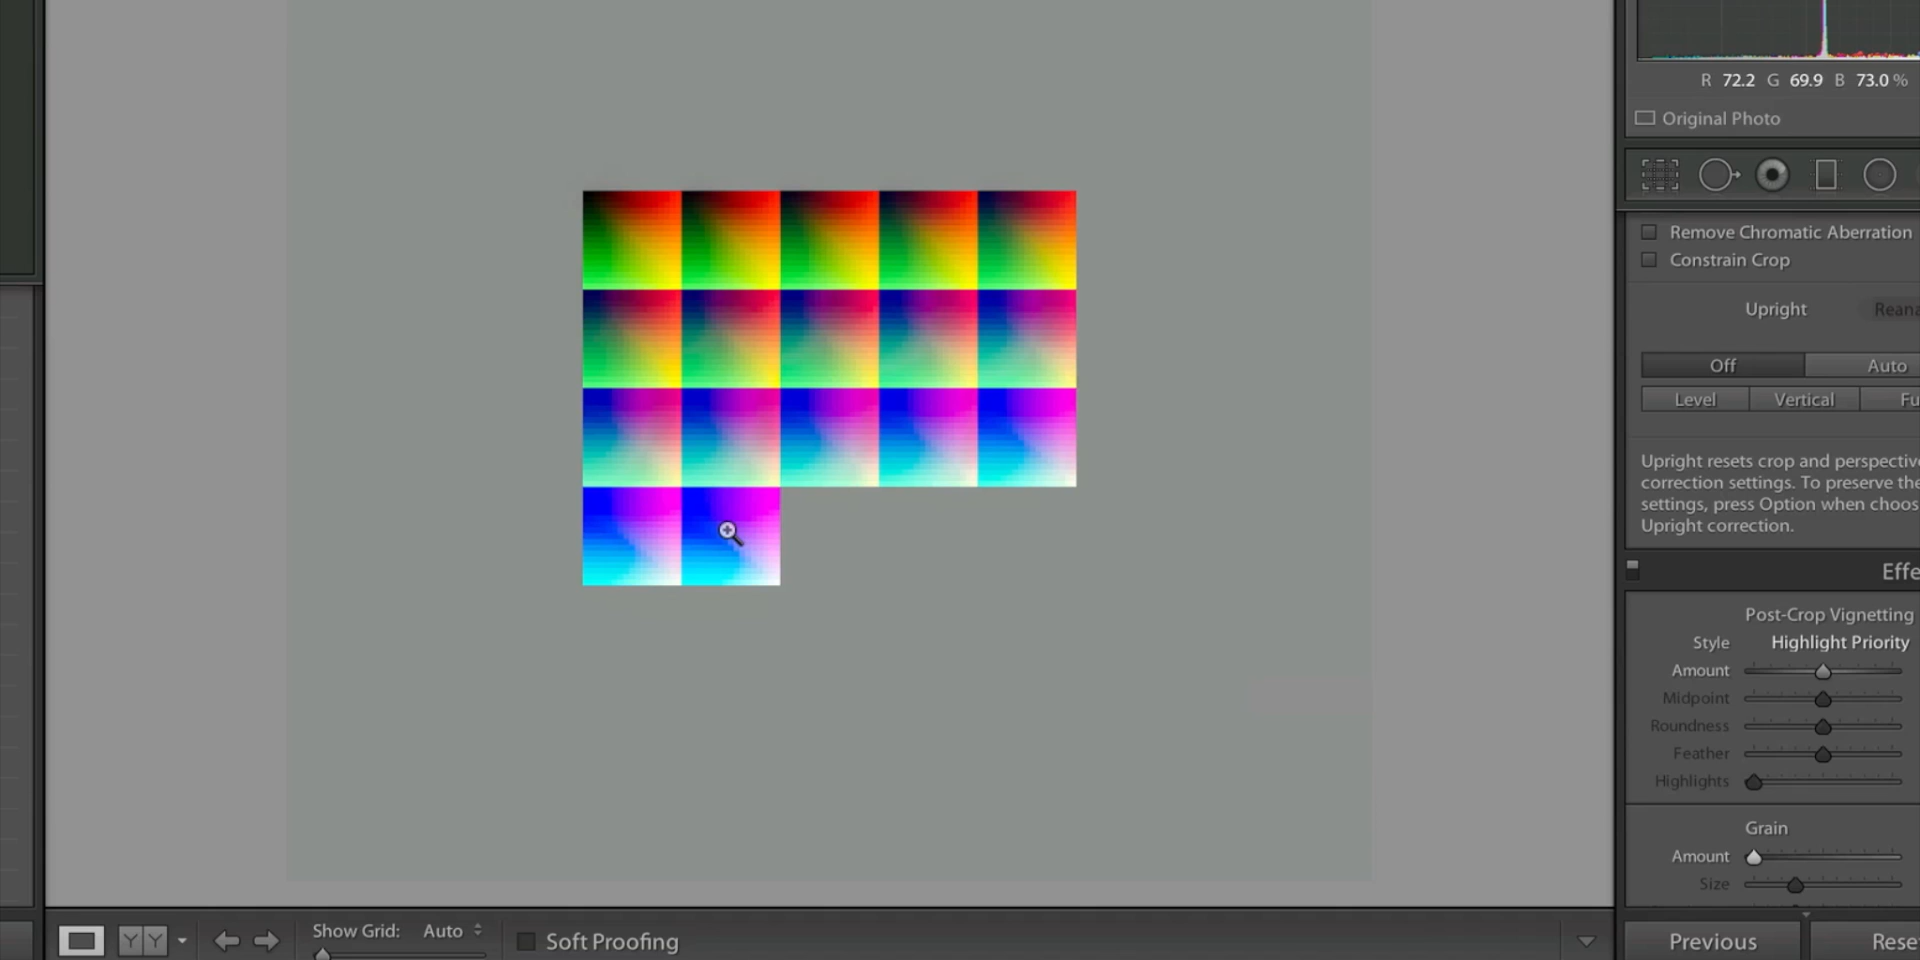 R 72.2 G 69.9 B 73.0 %
Original Photo
Remove Chromatic Aberration
Constrain Crop
Upright Reana
Off Auto
Level Vertical Fu
Upright resets crop and perspective
correction settings. To preserve the
settings, press Option when choos
Upright correction.
Effe
Post-Crop Vignetting
Style Highlight Priority
Amount
Midpoint
Roundness
Feather
Highlights
Grain
Amount
Size
Show Grid: Auto Soft Proofing
Previous Rese